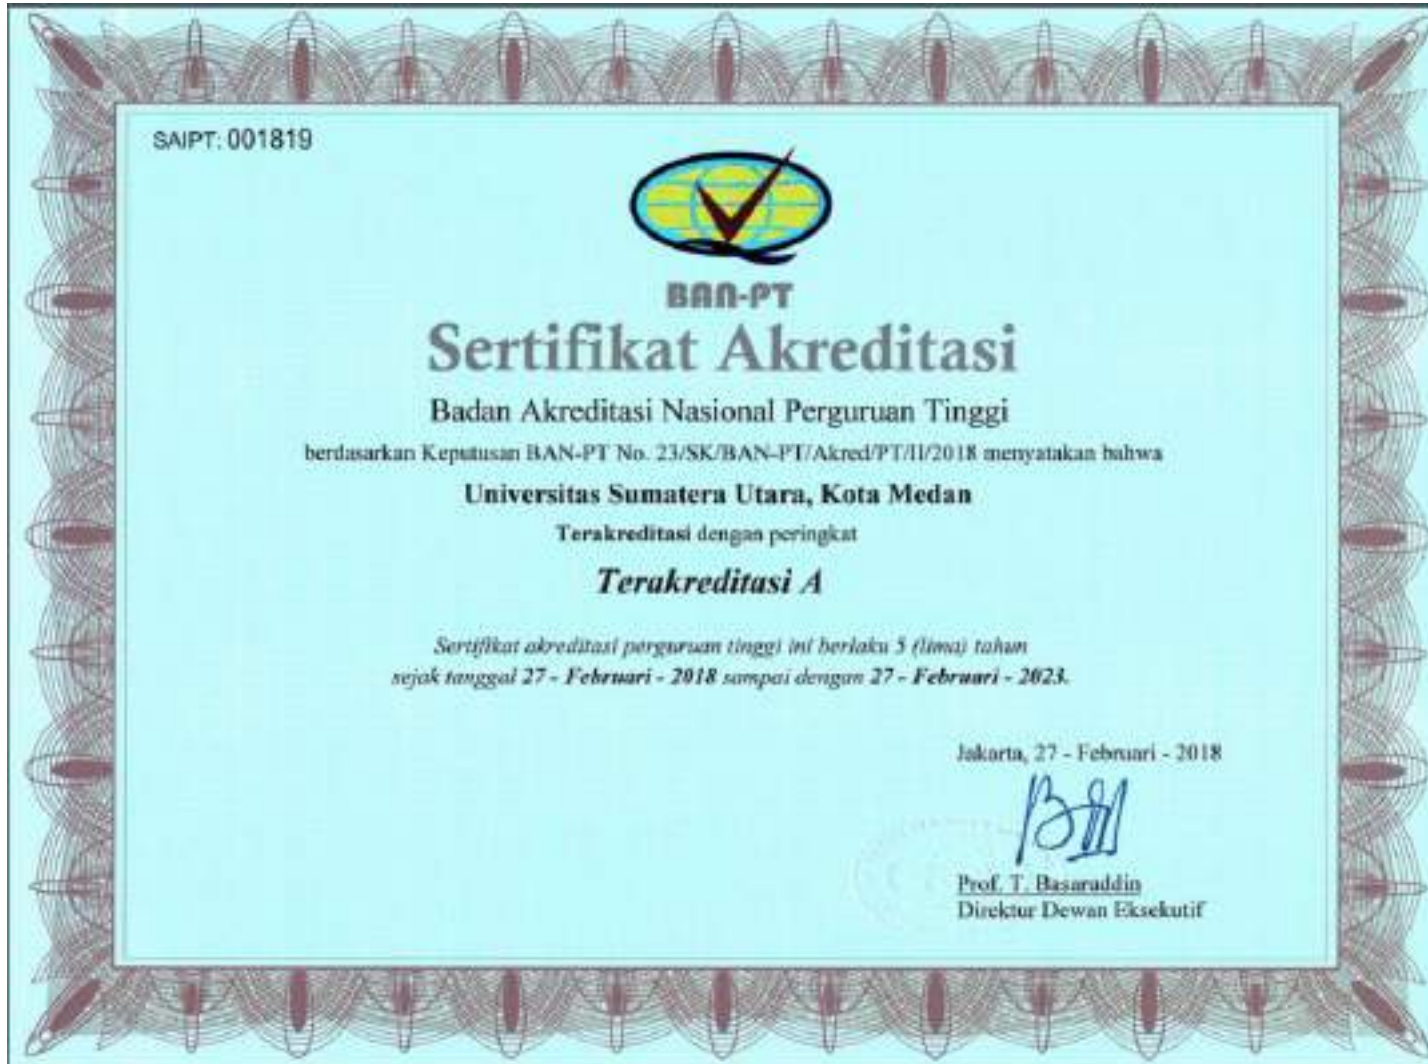 SAIPT: 001819
BAN-PT
Sertifikat Akreditasi
Badan Akreditasi Nasional Perguruan Tinggi
berdasarkan Keputusan BAN-PT No. 23/SK/BAN-PT/Akred/PT/II/2018 menyatakan bahwa
Universitas Sumatera Utara, Kota Medan
Terakreditasi dengan peringkat
Terakreditasi A
Sertifikat akreditasi perguruan tinggi ini berlaku 5 (lima) tahun
sejak tanggal 27 - Februari - 2018 sampai dengan 27 - Februari - 2023.
Jakarta, 27 - Februari - 2018
Prof. T. Basaruddin
Direktur Dewan Eksekutif